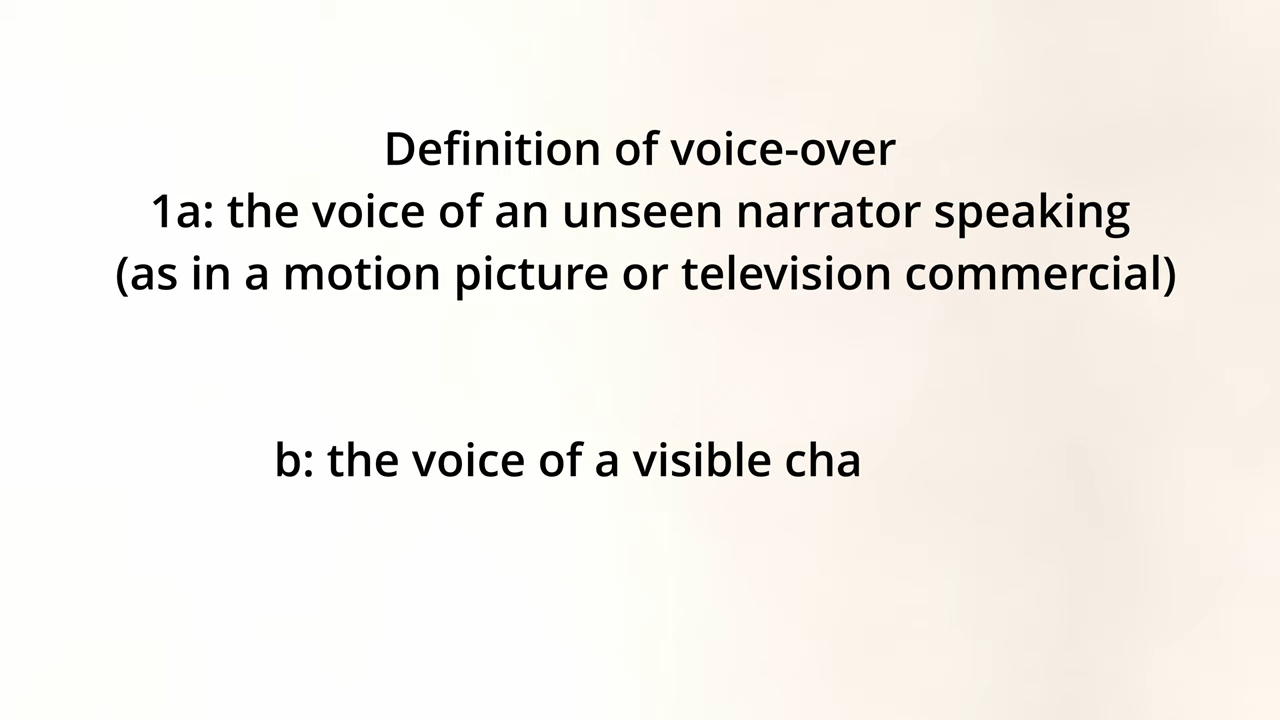 Definition of voice-over
1a: the voice of an unseen narrator speaking
(as in a motion picture or television commercial)
b: the voice of a visible cha